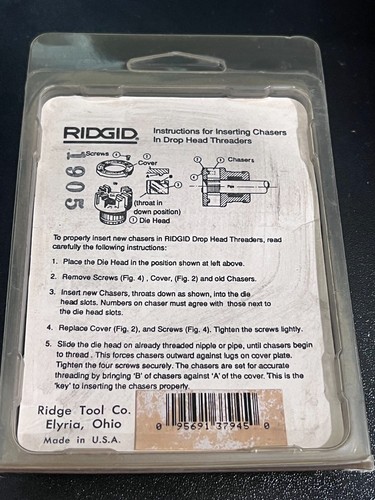 RIDGID.
Instructions for Inserting Chasers
In Drop Head Threaders
1905
Screws
Cover
Chasers
Pipe
(throat in
down position)
① Die Head
To properly insert new chasers in RIDGID Drop Head Threaders, read
carefully the following instructions:
1. Place the Die Head in the position shown at left above.
2. Remove Screws (Fig. 4) , Cover, (Fig. 2) and old Chasers.
3. Insert new Chasers, throats down as shown, into the die
head slots. Numbers on chaser must agree with those next to
the die head slots.
4. Replace Cover (Fig. 2), and Screws (Fig. 4). Tighten the screws lightly.
5. Slide the die head on already threaded nipple or pipe, until chasers begin
to thread . This forces chasers outward against lugs on cover plate.
Tighten the four screws securely. The chasers are set for accurate
threading by bringing 'B' of chasers against 'A' of the cover. This is the
'key' to inserting the chasers properly.
Ridge Tool Co.
Elyria, Ohio
Made in U.S.A.
0 95691 37945 0